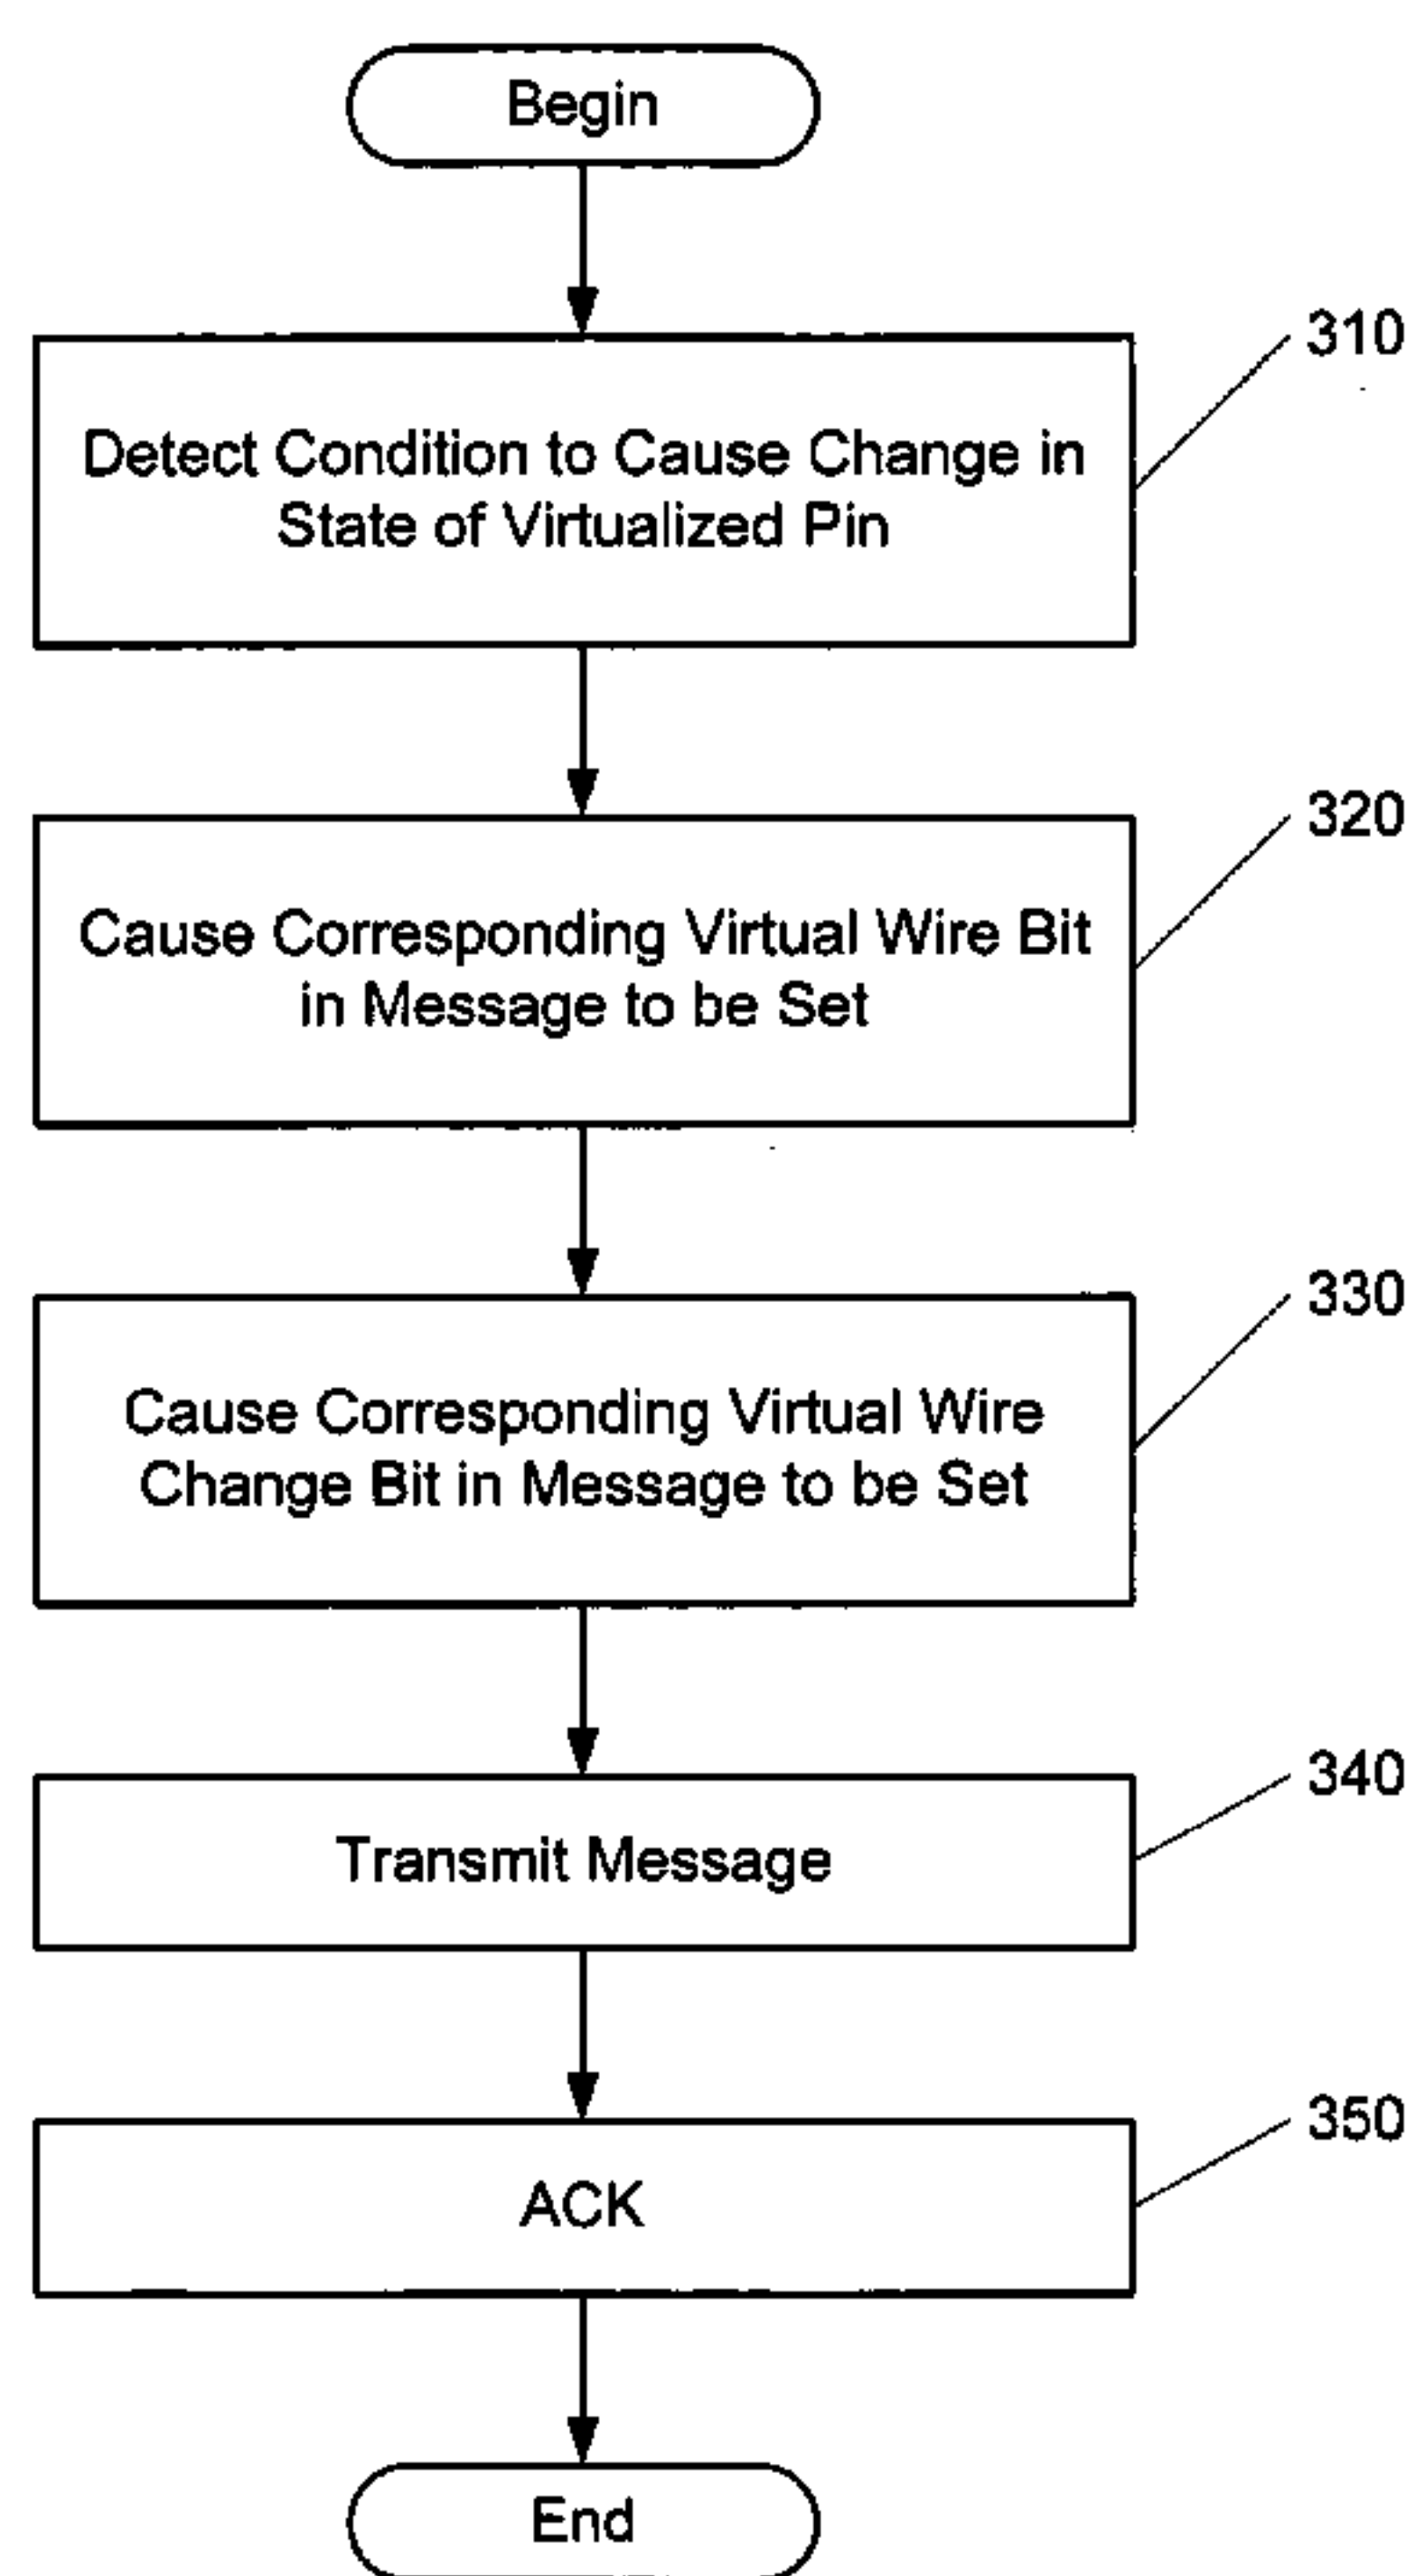 Begin
310
Detect Condition to Cause Change in
State of Virtualized Pin
320
Cause Corresponding Virtual Wire Bit
in Message to be Set
330
Cause Corresponding Virtual Wire
Change Bit in Message to be Set
340
Transmit Message
350
ACK
End